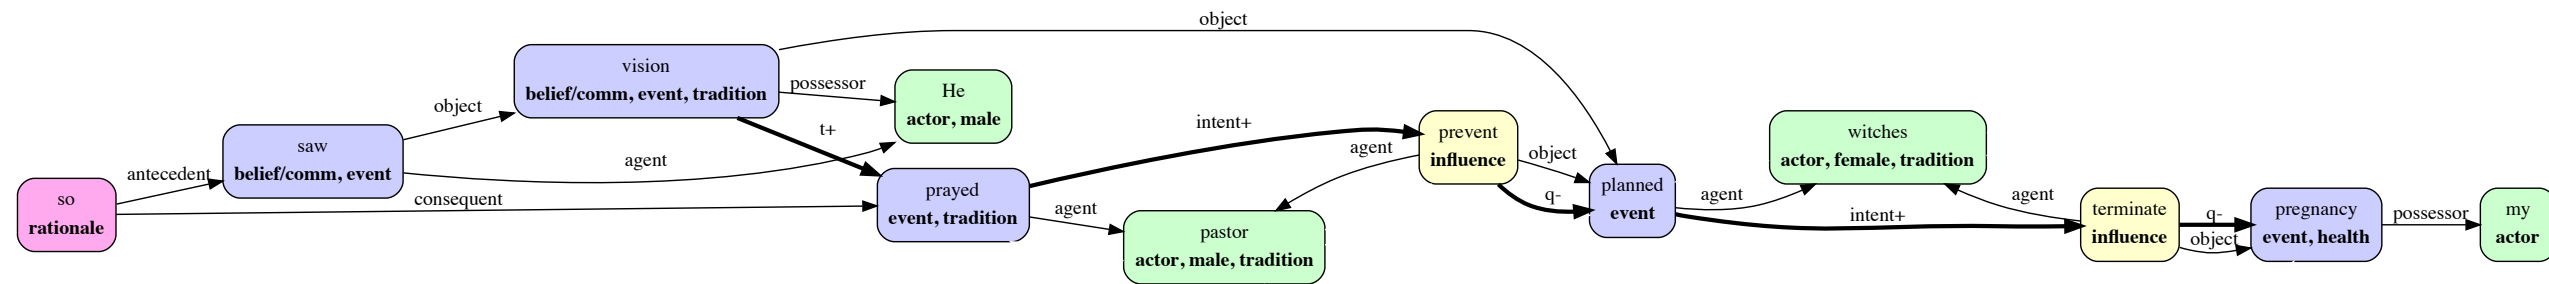 object
vision
belief/comm, event, tradition
possessor
He
actor, male
object
t+
intent+
saw
belief/comm, event
agent
antecedent
so
rationale
consequent
prayed
event, tradition
agent
pastor
actor, male, tradition
agent
prevent
influence
object
q-
planned
event
agent
witches
actor, female, tradition
agent
intent+
terminate
influence
q-
object
pregnancy
event, health
possessor
my
actor